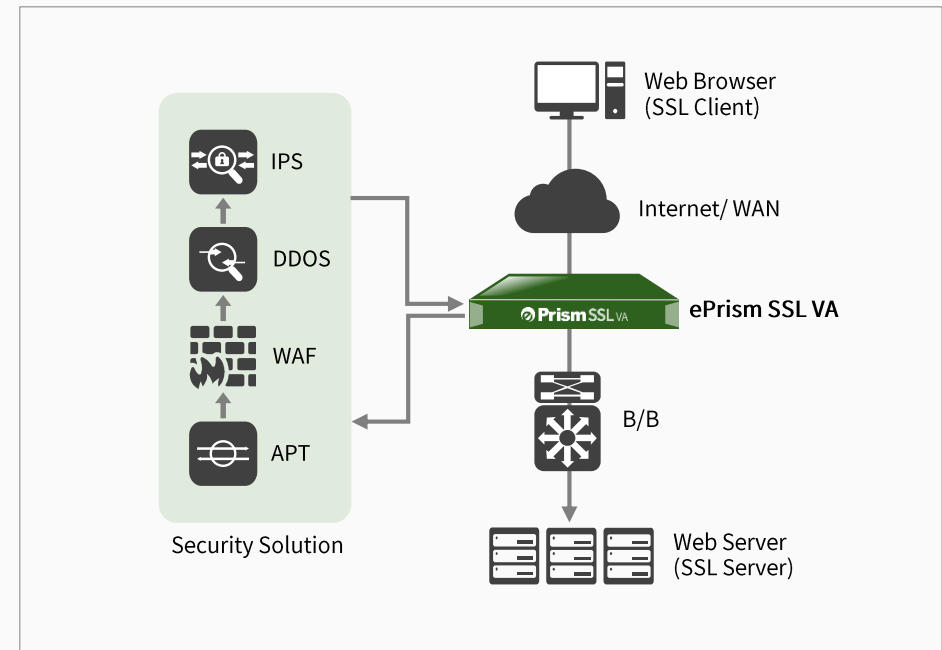 Web Browser
(SSL Client)
IPS
Internet/ WAN
DDOS
ePrism SSL VA
Prism SSL VA
WAF
B/B
APT
Security Solution
Web Server
(SSL Server)